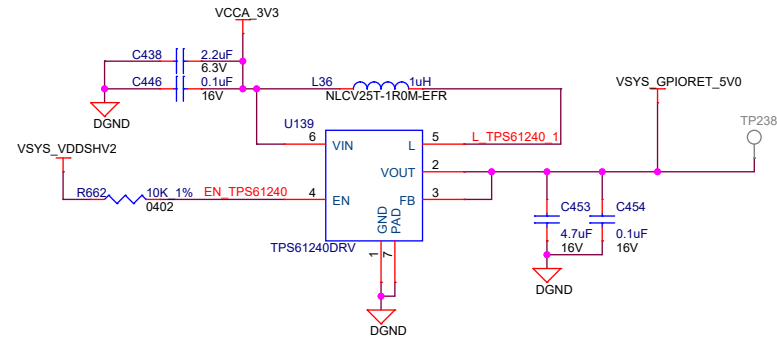 VCCA_3V3
C438 2.2uF
6.3V
C446 0.1uF
16V
DGND
L36 1uH
NLCV25T-1R0M-EFR
VSYS_GPIORET_5V0
TP238
U139
6 VIN L 5 L_TPS61240_1
VSYS_VDDSHV2
VOUT 2
R662 10K_1% EN_TPS61240 4 EN FB 3
0402
GND
PAD
TPS61240DRV
1 7
C453 C454
4.7uF 0.1uF
16V 16V
DGND
DGND